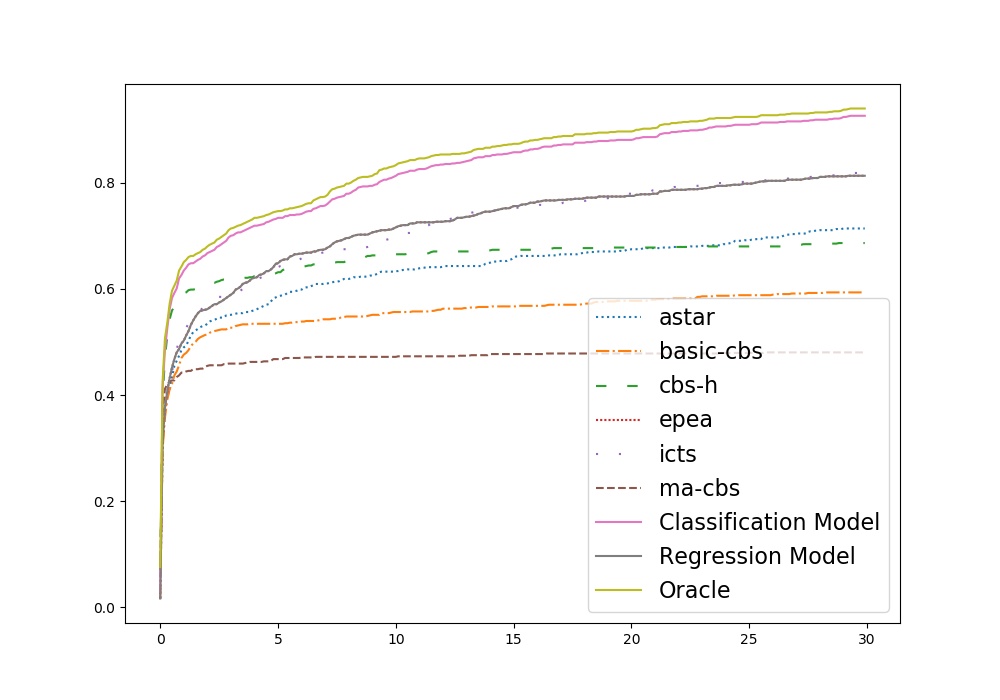 0.8
0.6
0.4
0.2
0.0
0 5 10 15 20 25 30
astar
basic-cbs
cbs-h
epea
icts
ma-cbs
Classification Model
Regression Model
Oracle